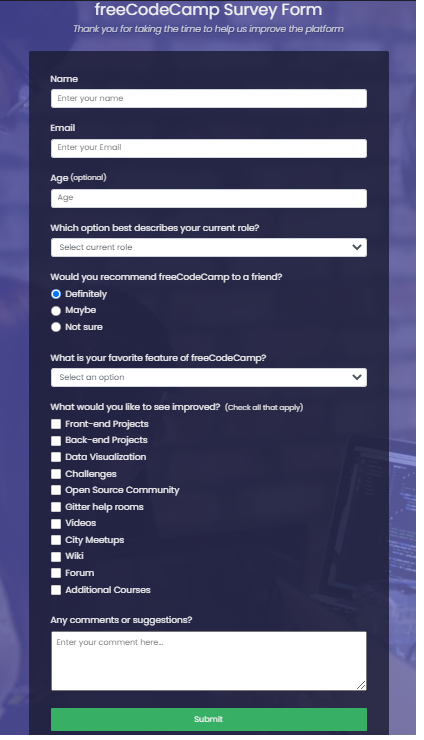 freeCodeCamp Survey Form
Thank you for taking the time to help us improve the platform
Name
Enter your name
Email
Enter your Email
Age (optional)
Age
Which option best describes your current role?
Select current role
Would you recommend freeCodeCamp to a friend?
Definitely
Maybe
Not sure
What is your favorite feature of freeCodeCamp?
Select an option
What would you like to see improved? (Check all that apply)
Front-end Projects
Back-end Projects
Data Visualization
Challenges
Open Source Community
Gitter help rooms
Videos
City Meetups
Wiki
Forum
Additional Courses
Any comments or suggestions?
Enter your comment here...
Submit